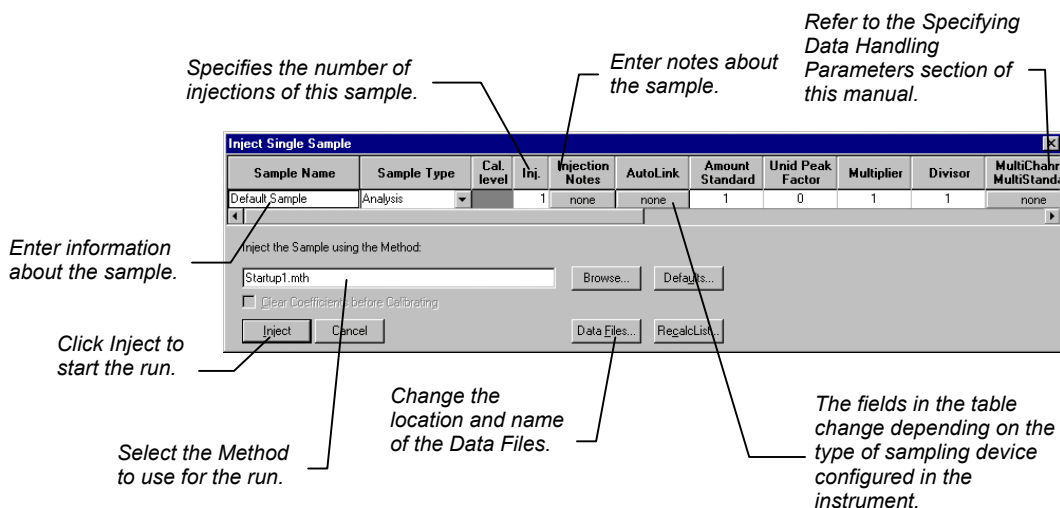 Refer to the Specifying
Data Handling
Parameters section of
this manual.
Specifies the number of
injections of this sample.
Enter notes about
the sample.
Inject Single Sample
Sample Name Sample Type Cal. level Inj. Injection Notes AutoLink Amount Standard Unid Peak Factor Multiplier Divisor MultiChann MultiStanda
Default Sample Analysis 1 none none 1 0 1 1 none
Enter information
about the sample.
Inject the Sample using the Method:
Startup1.mth Browse... Defaults...
Clear Coefficients before Calibrating
Inject Cancel Data Files... RecalcList...
Click Inject to
start the run.
Change the
location and name
of the Data Files.
Select the Method
to use for the run.
The fields in the table
change depending on the
type of sampling device
configured in the
instrument.